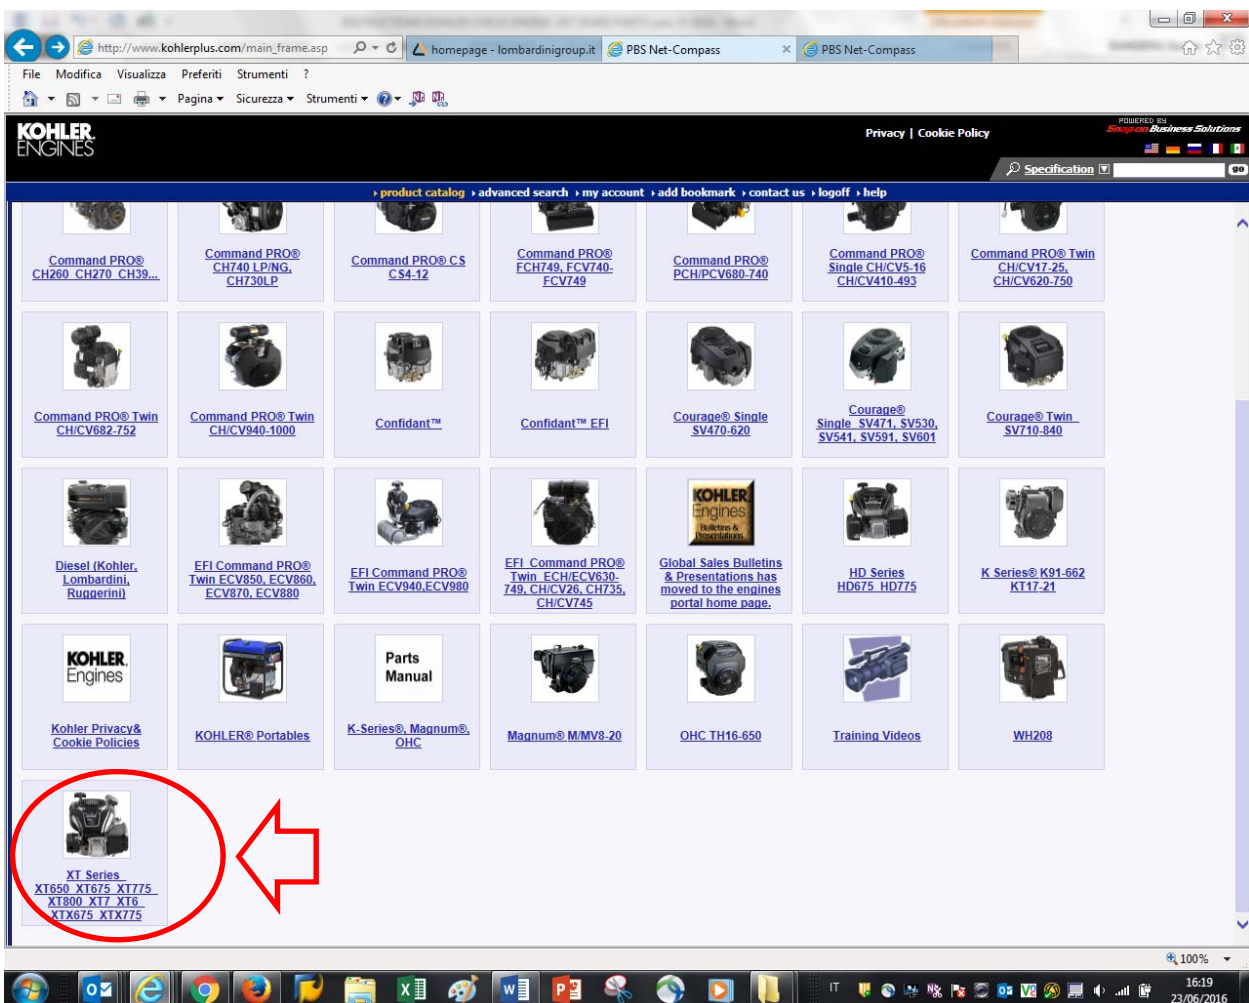 http://www.kohlerplus.com/main_frame.asp
homepage - lombardinigroup.it
PBS Net-Compass
PBS Net-Compass
File Modifica Visualizza Preferiti Strumenti ?
Pagina Sicurezza Strumenti
KOHLER.
ENGINES
Privacy | Cookie Policy
POWERED BY
Snap-on Business Solutions
Specification
go
product catalog advanced search my account add bookmark contact us logoff help
Command PRO®
CH260 CH270 CH39...
Command PRO®
CH740 LP/NG,
CH730LP
Command PRO® CS
CS4-12
Command PRO®
FCH749, FCV740-
FCV749
Command PRO®
PCH/PCV680-740
Command PRO®
Single CH/CV5-16
CH/CV410-493
Command PRO® Twin
CH/CV17-25,
CH/CV620-750
Command PRO® Twin
CH/CV682-752
Command PRO® Twin
CH/CV940-1000
Confidant™
Confidant™ EFI
Courage® Single
SV470-620
Courage®
Single SV471, SV530,
SV541, SV591, SV601
Courage® Twin
SV710-840
Diesel (Kohler,
Lombardini,
Ruggerini)
EFI Command PRO®
Twin ECV850, ECV860,
ECV870, ECV880
EFI Command PRO®
Twin ECV940,ECV980
EFI Command PRO®
Twin ECH/ECV630-
749, CH/CV26, CH735,
CH/CV745
KOHLER
Engines
Bulletins &
Presentations
Global Sales Bulletins
& Presentations has
moved to the engines
portal home page.
HD Series
HD675 HD775
K Series® K91-662
KT17-21
KOHLER.
Engines
Kohler Privacy&
Cookie Policies
KOHLER® Portables
Parts
Manual
K-Series®, Magnum®,
OHC
Magnum® M/MV8-20
OHC TH16-650
Training Videos
WH208
XT Series
XT650 XT675 XT775
XT800 XT7 XT6
XTX675 XTX775
100%
IT
16:19
23/06/2016